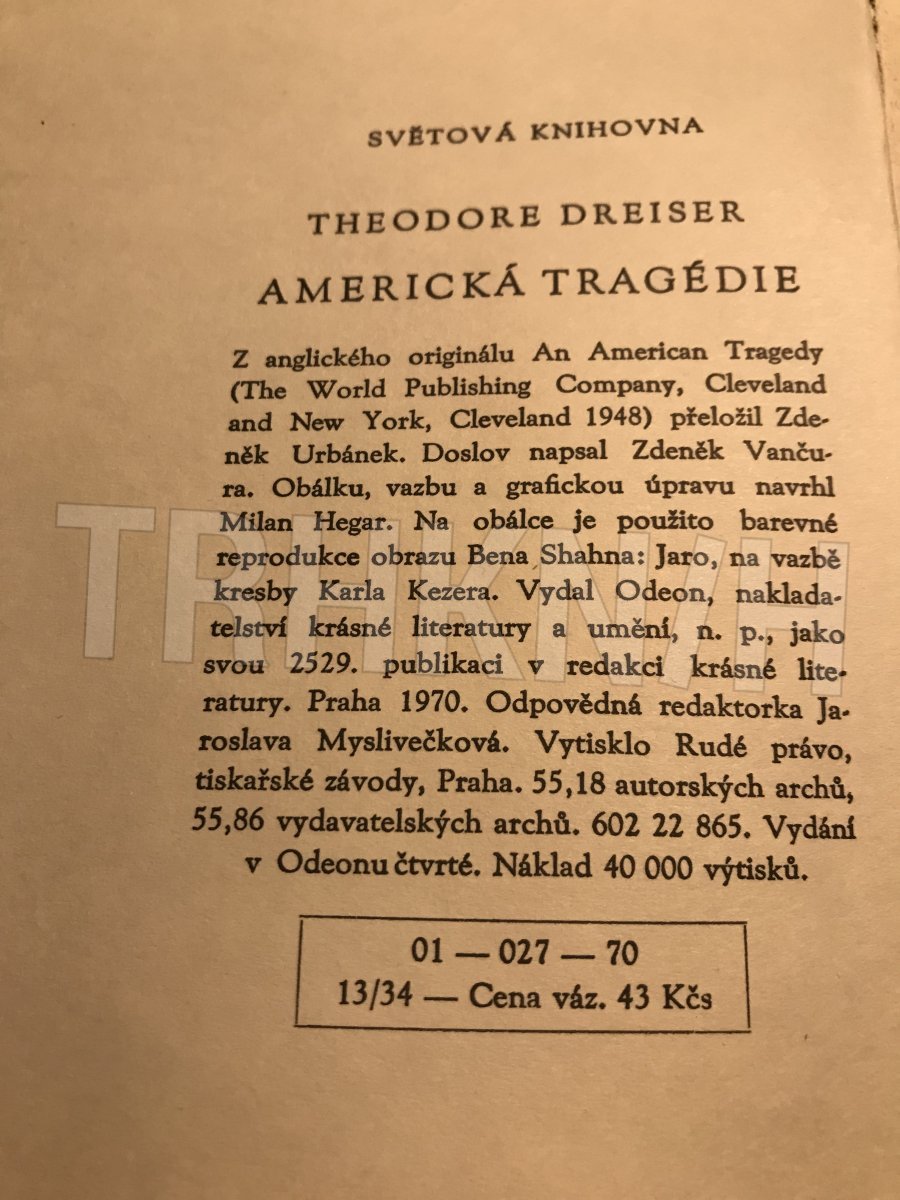 SVĚTOVÁ KNIHOVNA
THEODORE DREISER
AMERICKÁ TRAGÉDIE
Z anglického originálu An American Tragedy
(The World Publishing Company, Cleveland
and New York, Cleveland 1948) přeložil Zde-
něk Urbánek. Doslov napsal Zdeněk Vanču-
ra. Obálku, vazbu a grafickou úpravu navrhl
Milan Hegar. Na obálce je použito barevné
reprodukce obrazu Bena Shahna: Jaro, na vazbě
kresby Karla Kezera. Vydal Odeon, naklada-
telství krásné literatury a umění, n. p., jako
svou 2529. publikaci v redakci krásné lite-
ratury. Praha 1970. Odpovědná redaktorka Ja-
roslava Myslivečková. Vytisklo Rudé právo,
tiskařské závody, Praha. 55,18 autorských archů,
55,86 vydavatelských archů. 602 22 865. Vydání
v Odeonu čtvrté. Náklad 40 000 výtisků.
01 — 027 — 70
13/34 — Cena váz. 43 Kčs